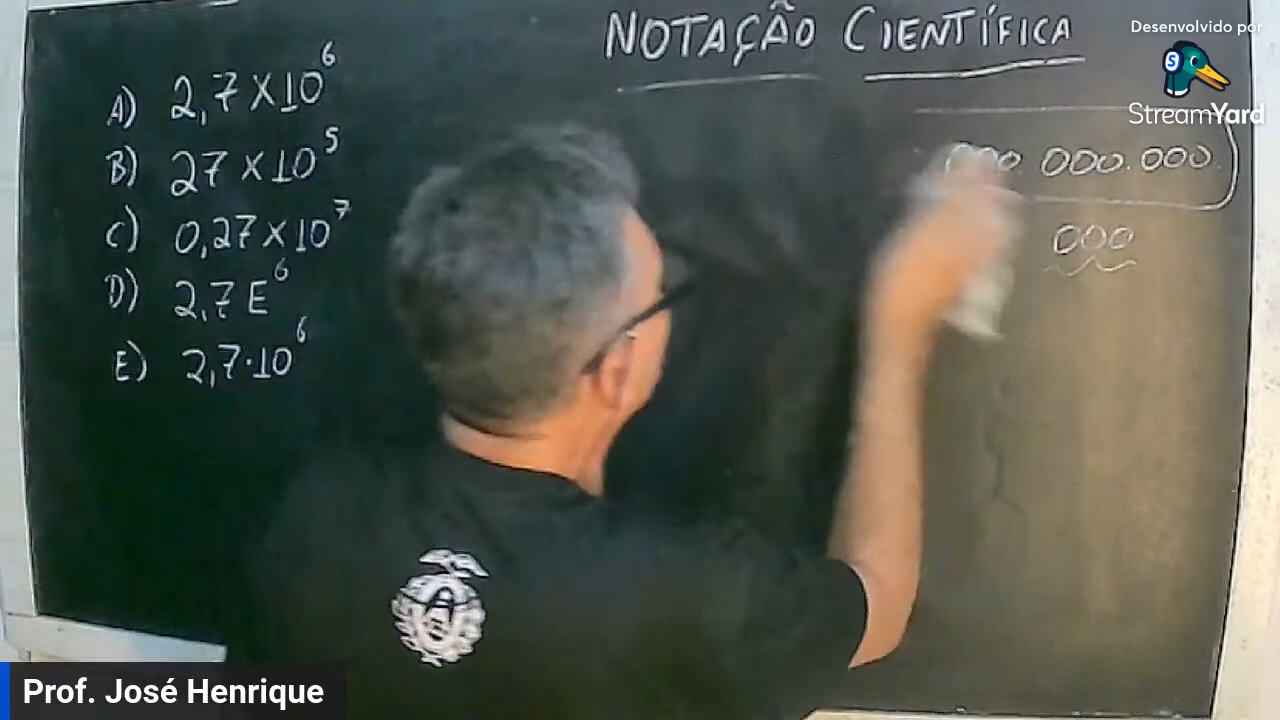 NOTAÇÃO CIENTÍFICA
Desenvolvido por
StreamYard
A) 2,7 X 10⁶
B) 27 X 10⁵
C) 0,27 X 10⁷
D) 2,7 E⁶
E) 2,7 · 10⁶
000.000
000
Prof. José Henrique